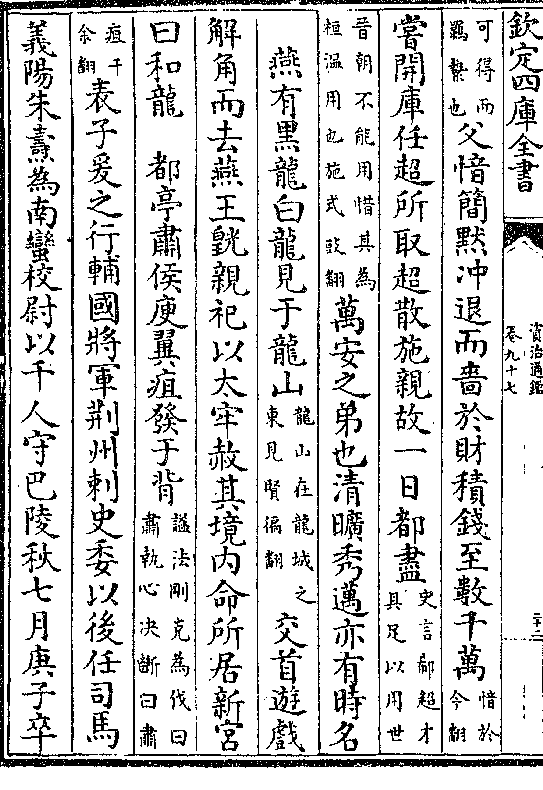 欽定四庫全書
資治通鑑
卷九十七
可得而羈縶也父愔簡默冲退而嗇於財積錢至數千萬愔於今翻
嘗開庫任超所取超散施親故一日都盡史言郗超才具足以用世
晉朝不能用惜其為桓溫用也施式豉翻萬安之弟也清曠秀邁亦有時名
燕有黑龍白龍見于龍山龍山在龍城之東見賢徧翻交首遊戲
解角而去燕王皝親祀以太牢赦其境内命所居新宮
曰和龍 都亭肅侯庾翼疽發于背諡法剛克為伐曰肅執心決斷曰肅
疽千余翻表子爰之行輔國將軍荆州刺史委以後任司馬
義陽朱燾為南蠻校尉以千人守巴陵秋七月庚子卒